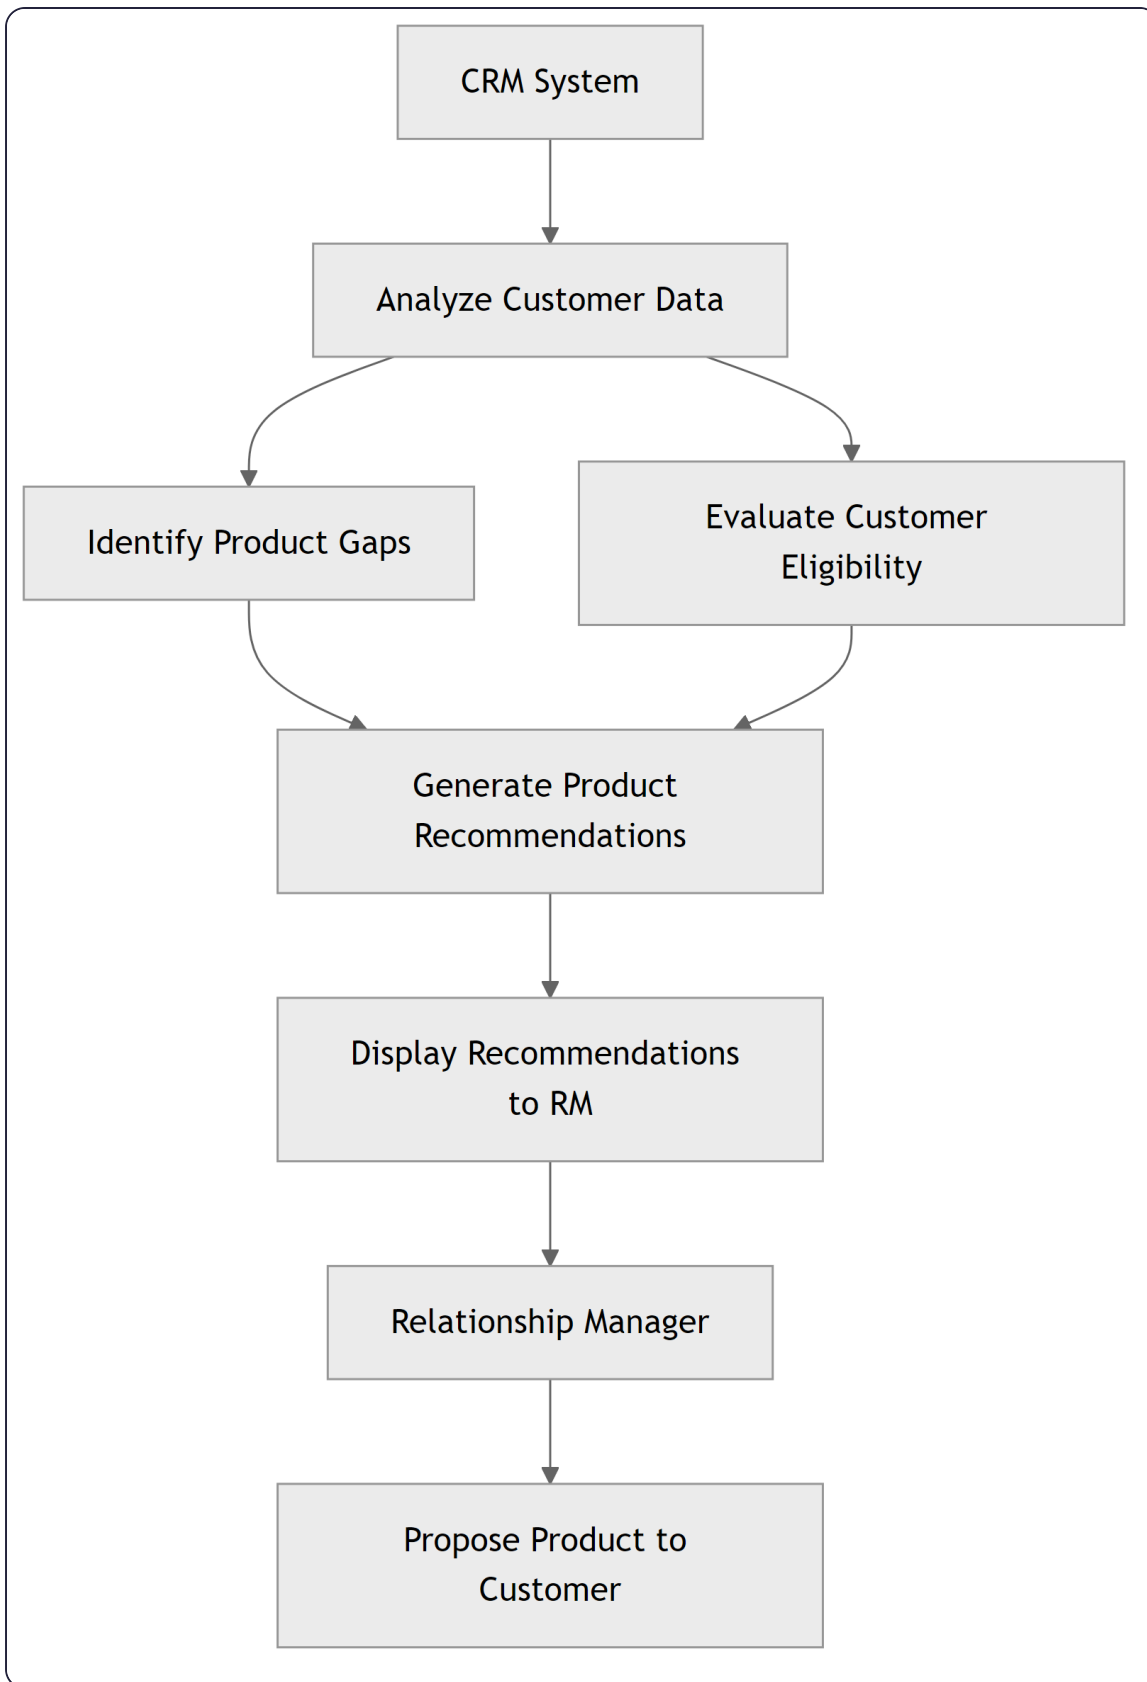 CRM System
Analyze Customer Data
Identify Product Gaps
Evaluate Customer
Eligibility
Generate Product
Recommendations
Display Recommendations
to RM
Relationship Manager
Propose Product to
Customer